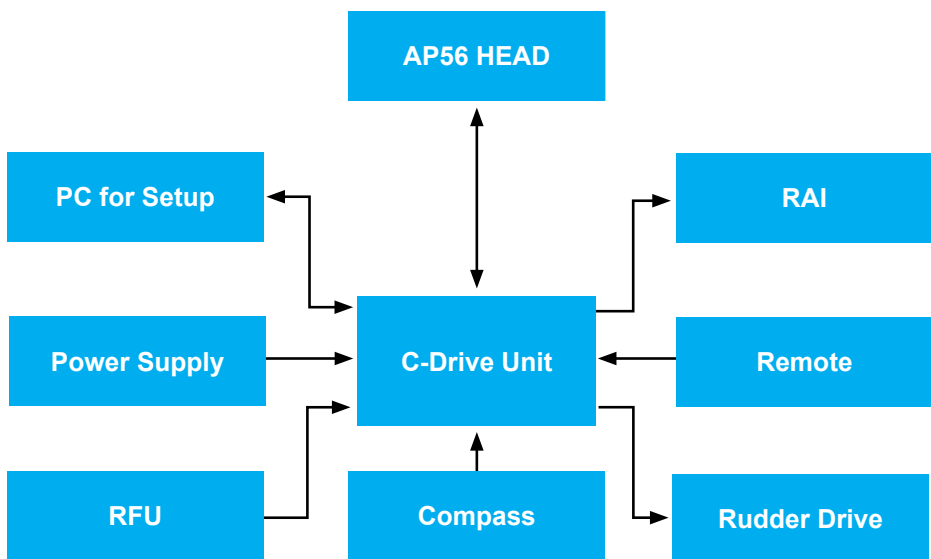 AP56 HEAD
PC for Setup
RAI
Power Supply
C-Drive Unit
Remote
RFU
Compass
Rudder Drive